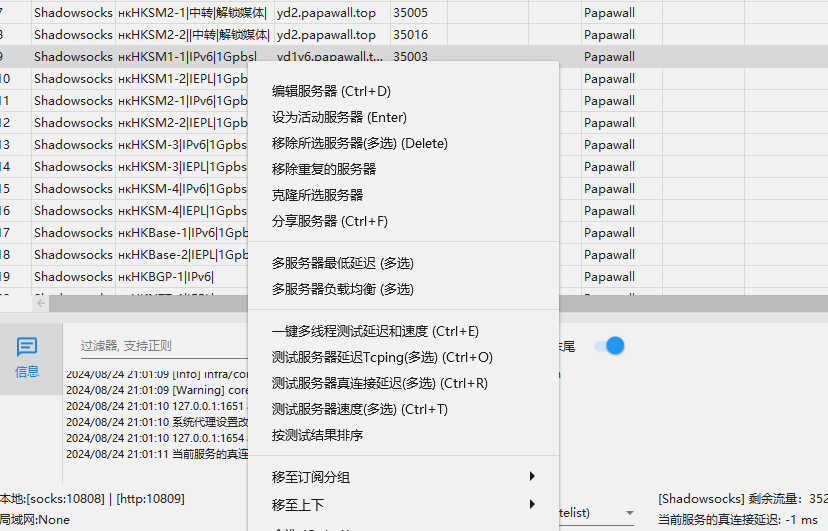 7 Shadowsocks нкHKSM2-1|中转|解锁媒体| yd2.papawall.top 35005 Papawall
8 Shadowsocks нкHKSM2-2||中转|解锁媒体| yd2.papawall.top 35016 Papawall
9 Shadowsocks нкHKSM1-1|IPv6|1Gpbsl yd1v6.papawall.t... 35003 Papawall
10 Shadowsocks нкHKSM1-2|IEPL|1Gpb Papawall
11 Shadowsocks нкHKSM2-1|IPv6|1Gpb Papawall
12 Shadowsocks нкHKSM2-2|IEPL|1Gpb Papawall
13 Shadowsocks нкHKSM-3|IPv6|1Gpbs Papawall
14 Shadowsocks нкHKSM-3|IEPL|1Gpbs Papawall
15 Shadowsocks нкHKSM-4|IPv6|1Gpbs Papawall
16 Shadowsocks нкHKSM-4|IEPL|1Gpbs Papawall
17 Shadowsocks нкHKBase-1|IPv6|1Gpb Papawall
18 Shadowsocks нкHKBase-2|IEPL|1Gpb Papawall
19 Shadowsocks нкHKBGP-1|IPv6| Papawall
编辑服务器 (Ctrl+D)
设为活动服务器 (Enter)
移除所选服务器(多选) (Delete)
移除重复的服务器
克隆所选服务器
分享服务器 (Ctrl+F)
多服务器最低延迟 (多选)
多服务器负载均衡 (多选)
一键多线程测试延迟和速度 (Ctrl+E)
测试服务器延迟Tcping(多选) (Ctrl+O)
测试服务器真连接延迟(多选) (Ctrl+R)
测试服务器速度(多选) (Ctrl+T)
按测试结果排序
移至订阅分组
移至上下
信息
过滤器, 支持正则
末尾
2024/08/24 21:01:09 [Info] infra/con
2024/08/24 21:01:09 [Warning] core
2024/08/24 21:01:10 127.0.0.1:1651
2024/08/24 21:01:10 系统代理设置改
2024/08/24 21:01:10 127.0.0.1:1654
2024/08/24 21:01:11 当前服务的真连
本地:[socks:10808] | [http:10809]
局域网:None
telist)
[Shadowsocks] 剩余流量: 352
当前服务的真连接延迟: -1 ms